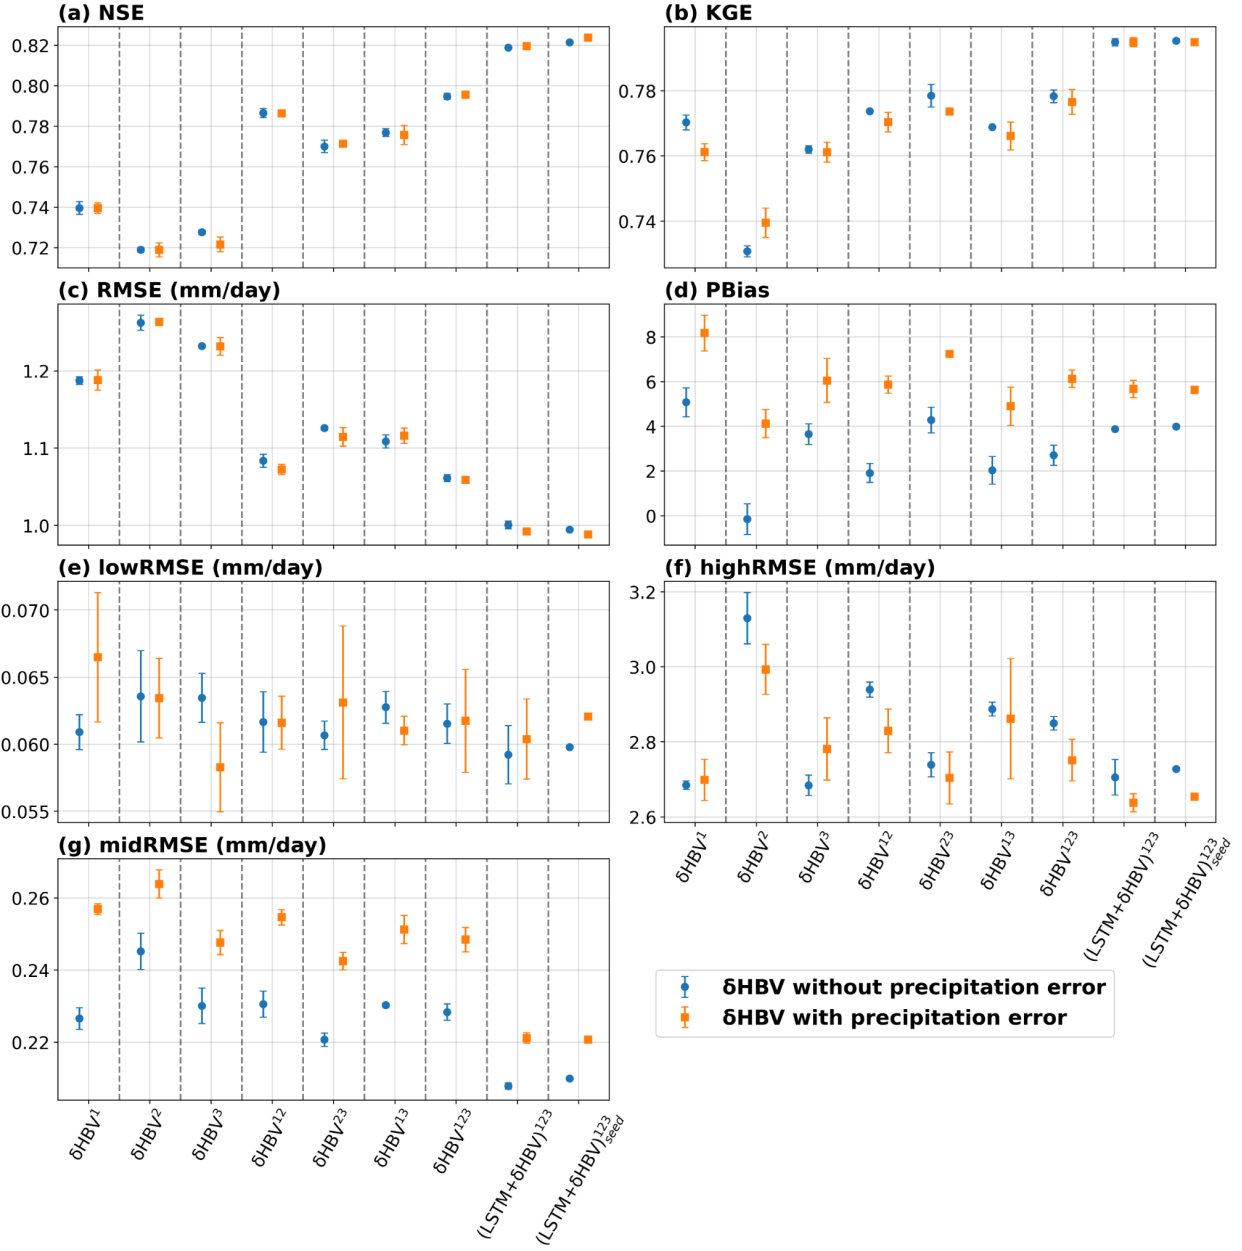 (a) NSE
0.82
0.80
0.78
0.76
0.74
0.72
(b) KGE
0.78
0.76
0.74
(c) RMSE (mm/day)
1.2
1.1
1.0
(d) PBias
8
6
4
2
0
(e) lowRMSE (mm/day)
0.070
0.065
0.060
0.055
(f) highRMSE (mm/day)
3.2
3.0
2.8
2.6
δHBV¹
δHBV²
δHBV³
δHBV¹²
δHBV²³
δHBV¹³
δHBV¹²³
(LSTM+δHBV)¹²³
(LSTM+δHBV)¹²³seed
(g) midRMSE (mm/day)
0.26
0.24
0.22
δHBV¹
δHBV²
δHBV³
δHBV¹²
δHBV²³
δHBV¹³
δHBV¹²³
(LSTM+δHBV)¹²³
(LSTM+δHBV)¹²³seed
δHBV without precipitation error
δHBV with precipitation error